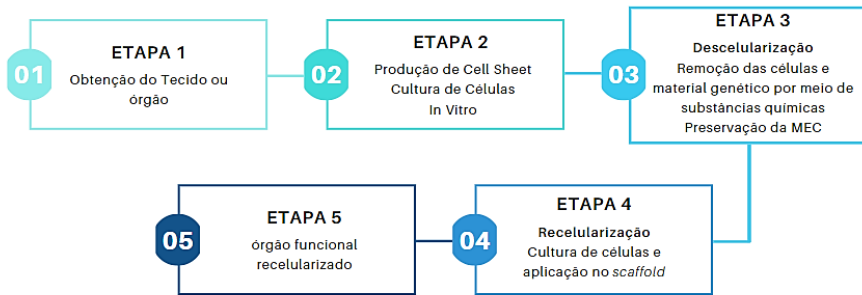 01
ETAPA 1
Obtenção do Tecido ou
órgão
02
ETAPA 2
Produção de Cell Sheet
Cultura de Células
In Vitro
03
ETAPA 3
Descelularização
Remoção das células e
material genético por meio de
substâncias químicas
Preservação da MEC
04
ETAPA 4
Recelularização
Cultura de células e
aplicação no scaffold
05
ETAPA 5
órgão funcional
recelularizado